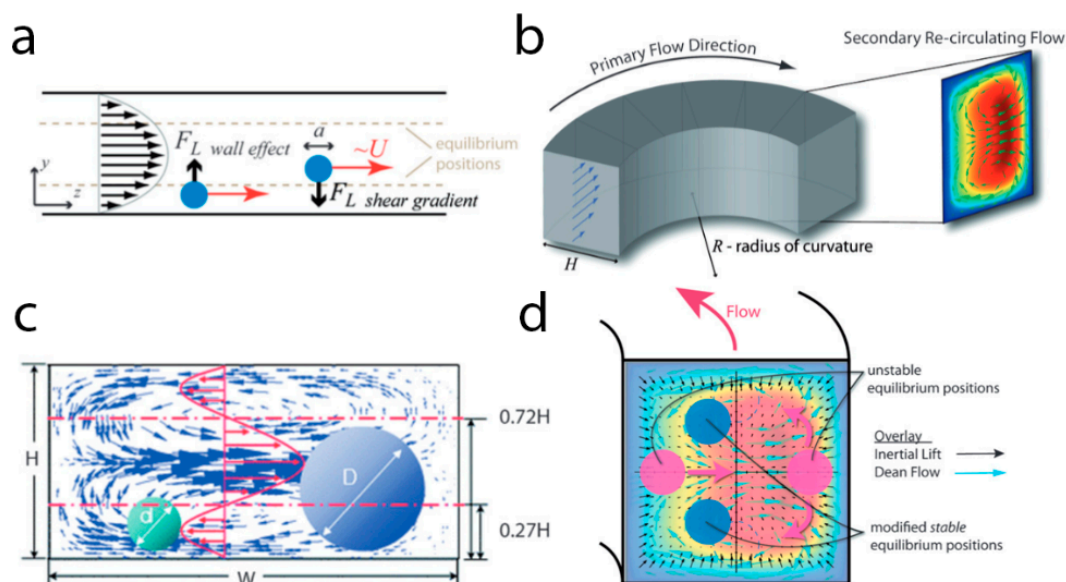 a
y
z
F_L wall effect
a
~U
F_L shear gradient
equilibrium
positions
b
Primary Flow Direction
Secondary Re-circulating Flow
H
R - radius of curvature
c
H
W
d
D
0.72H
0.27H
d
Flow
unstable
equilibrium positions
Overlay
Inertial Lift
Dean Flow
modified stable
equilibrium positions